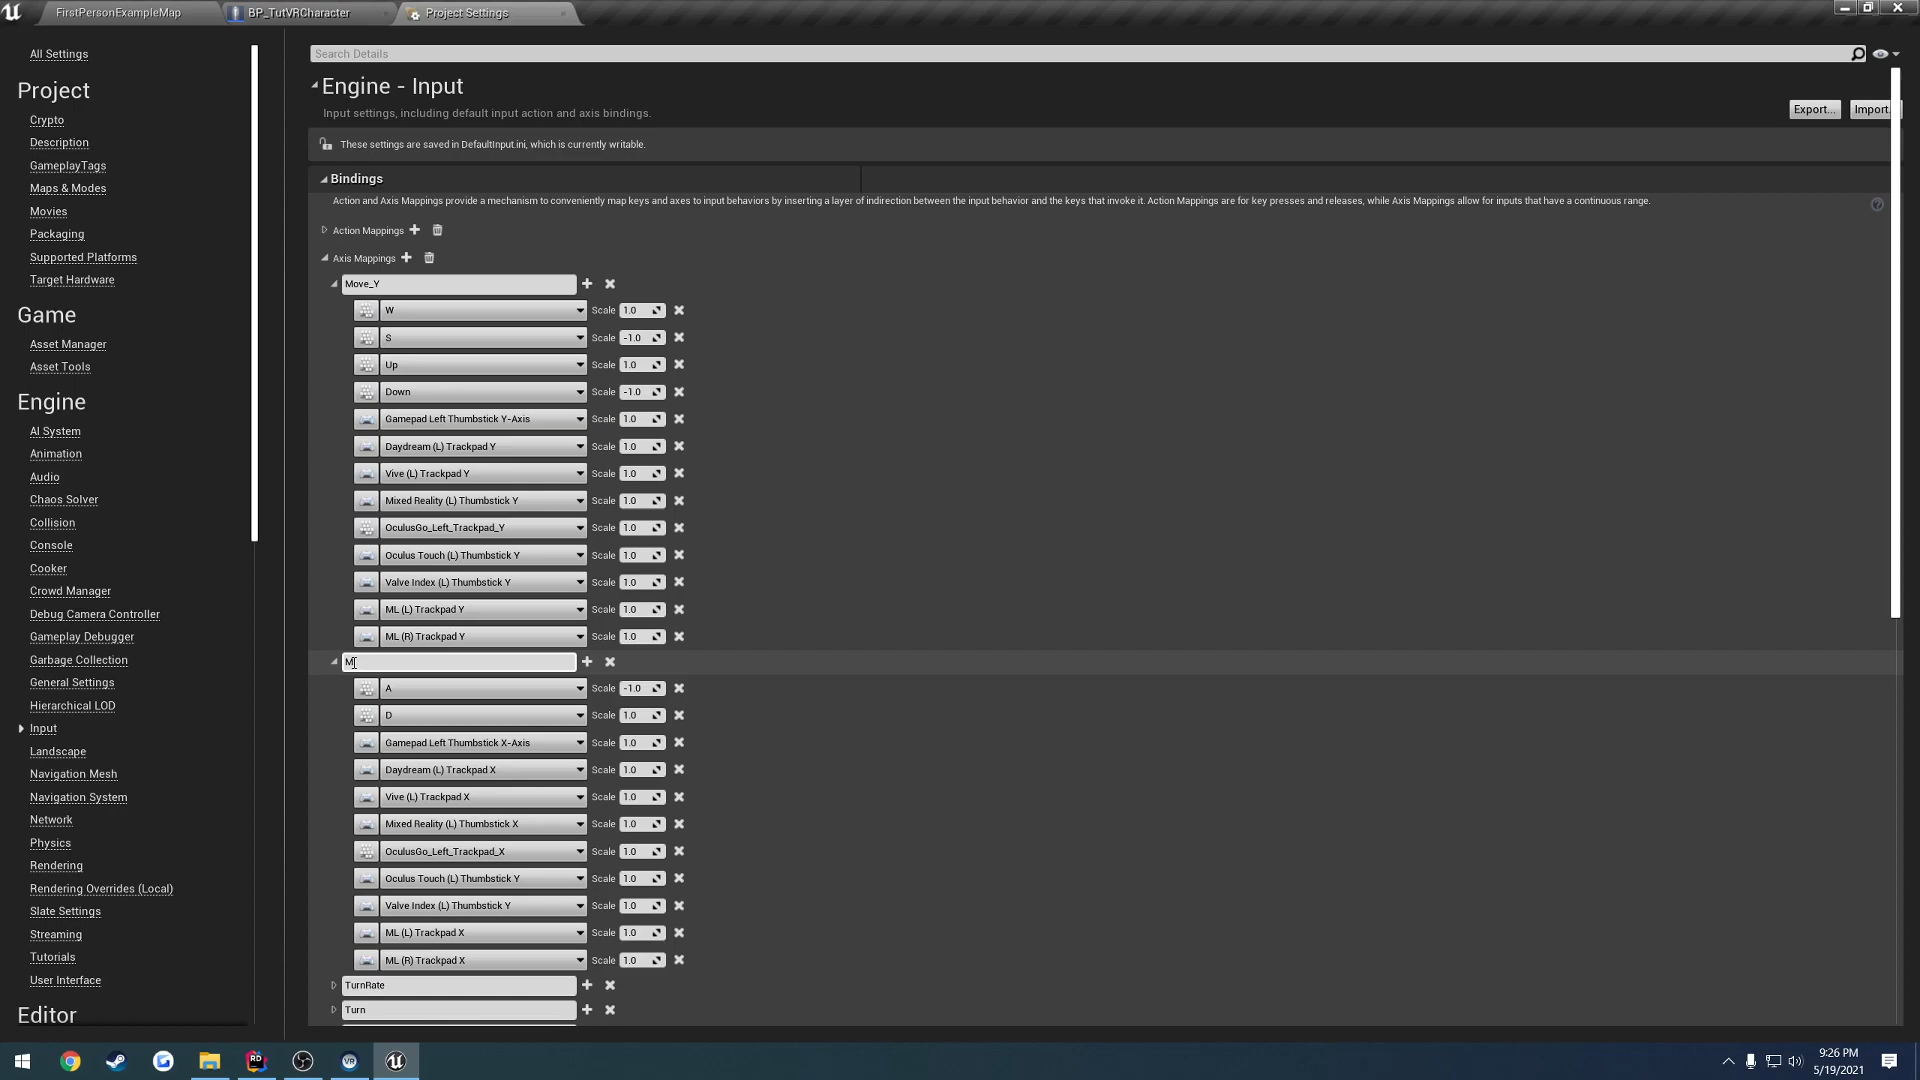 FirstPersonExampleMap
BP_TutVRCharacter
Project Settings
All Settings
Project
Crypto
Description
GameplayTags
Maps & Modes
Movies
Packaging
Supported Platforms
Target Hardware
Game
Asset Manager
Asset Tools
Engine
AI System
Animation
Audio
Chaos Solver
Collision
Console
Cooker
Crowd Manager
Debug Camera Controller
Gameplay Debugger
Garbage Collection
General Settings
Hierarchical LOD
Input
Landscape
Navigation Mesh
Navigation System
Network
Physics
Rendering
Rendering Overrides (Local)
Slate Settings
Streaming
Tutorials
User Interface
Editor
Search Details
Engine - Input
Input settings, including default input action and axis bindings.
Export...
Import
These settings are saved in DefaultInput.ini, which is currently writable.
Bindings
Action and Axis Mappings provide a mechanism to conveniently map keys and axes to input behaviors by inserting a layer of indirection between the input behavior and the keys that invoke it. Action Mappings are for key presses and releases, while Axis Mappings allow for inputs that have a continuous range.
Action Mappings
Axis Mappings
Move_Y
W Scale 1.0
S Scale -1.0
Up Scale 1.0
Down Scale -1.0
Gamepad Left Thumbstick Y-Axis Scale 1.0
Daydream (L) Trackpad Y Scale 1.0
Vive (L) Trackpad Y Scale 1.0
Mixed Reality (L) Thumbstick Y Scale 1.0
OculusGo_Left_Trackpad_Y Scale 1.0
Oculus Touch (L) Thumbstick Y Scale 1.0
Valve Index (L) Thumbstick Y Scale 1.0
ML (L) Trackpad Y Scale 1.0
ML (R) Trackpad Y Scale 1.0
M
A Scale -1.0
D Scale 1.0
Gamepad Left Thumbstick X-Axis Scale 1.0
Daydream (L) Trackpad X Scale 1.0
Vive (L) Trackpad X Scale 1.0
Mixed Reality (L) Thumbstick X Scale 1.0
OculusGo_Left_Trackpad_X Scale 1.0
Oculus Touch (L) Thumbstick Y Scale 1.0
Valve Index (L) Thumbstick Y Scale 1.0
ML (L) Trackpad X Scale 1.0
ML (R) Trackpad X Scale 1.0
TurnRate
Turn
RD
VR
9:26 PM
5/19/2021